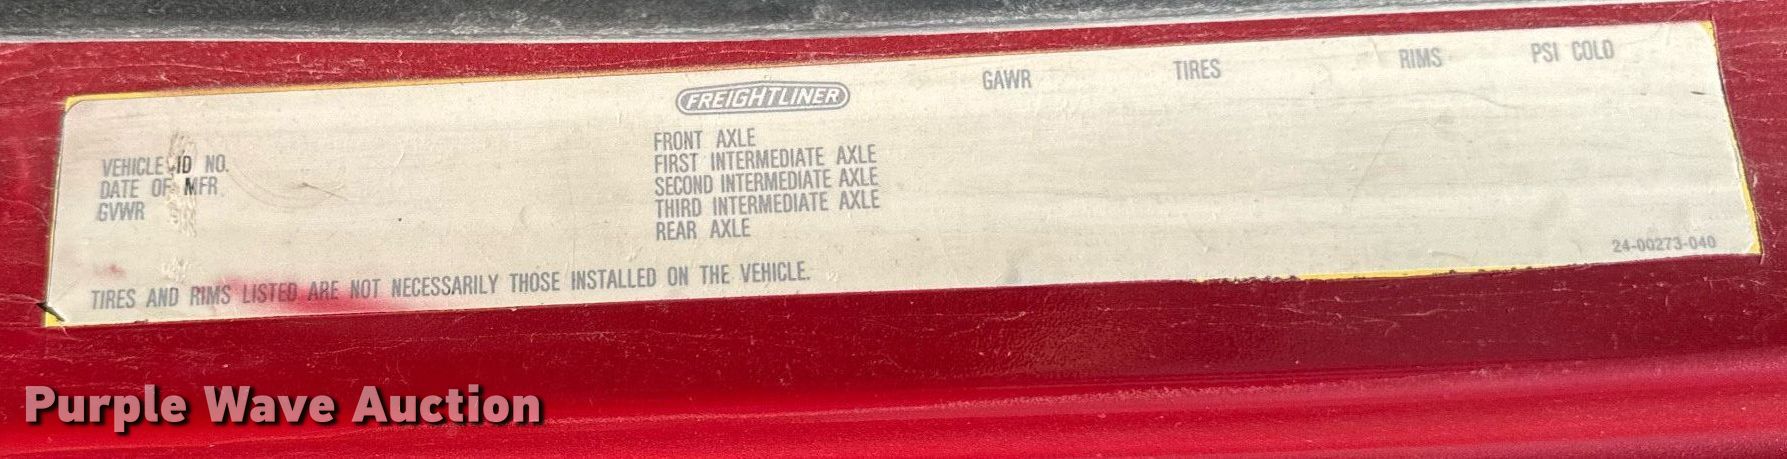 FREIGHTLINER
GAWR TIRES RIMS PSI COLD
FRONT AXLE
VEHICLE ID NO. FIRST INTERMEDIATE AXLE
DATE OF MFR. SECOND INTERMEDIATE AXLE
GVWR THIRD INTERMEDIATE AXLE
REAR AXLE
24-00273-040
TIRES AND RIMS LISTED ARE NOT NECESSARILY THOSE INSTALLED ON THE VEHICLE.
Purple Wave Auction